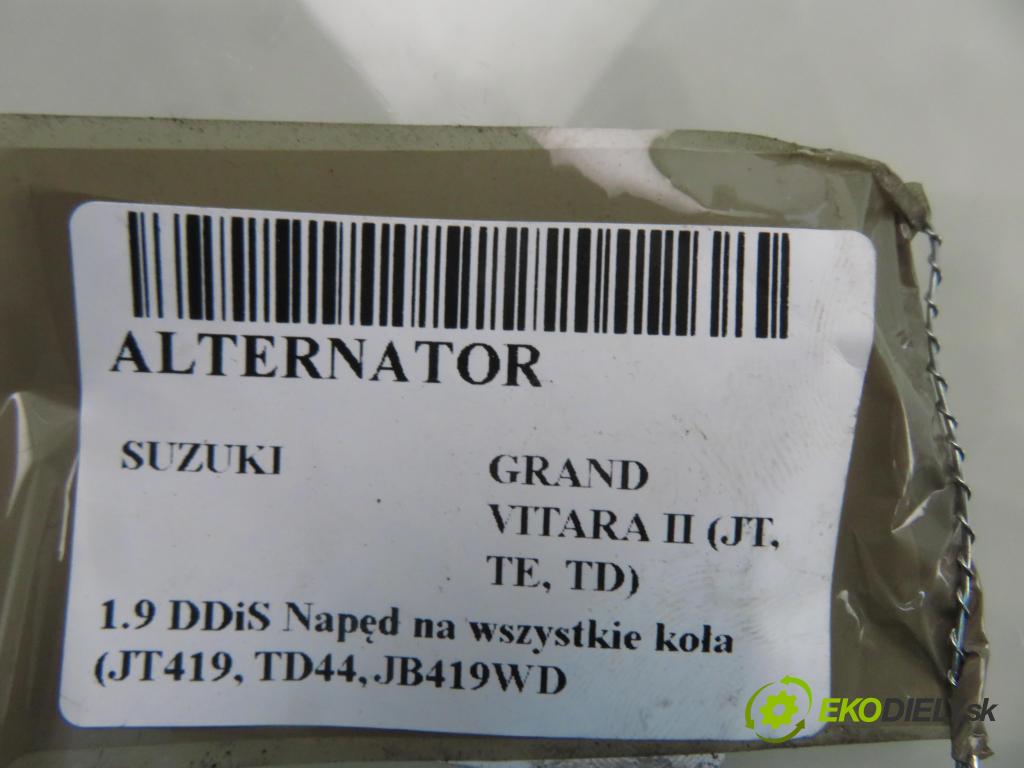 ALTERNATOR
SUZUKI
GRAND
VITARA II (JT,
TE, TD)
1.9 DDiS Napęd na wszystkie koła
(JT419, TD44, JB419WD
EKODIELY.sk